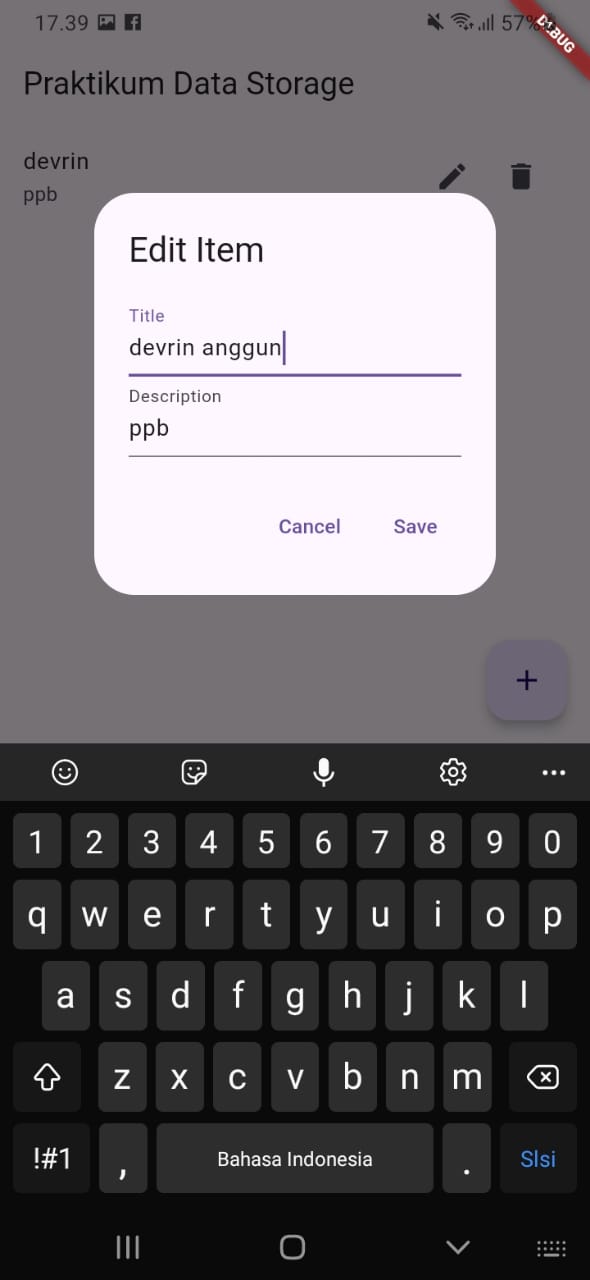 17.39 57%
DEBUG
Praktikum Data Storage
devrin
ppb
Edit Item
Title
devrin anggun
Description
ppb
Cancel Save
+
1 2 3 4 5 6 7 8 9 0
q w e r t y u i o p
a s d f g h j k l
z x c v b n m
!#1 , Bahasa Indonesia . Slsi